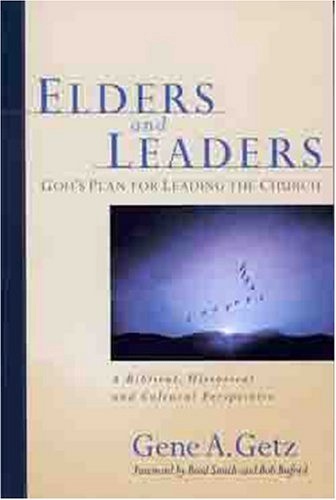 ELDERS
and
LEADERS
GOD'S PLAN FOR LEADING THE CHURCH
A Biblical, Historical
and Cultural Perspective
Gene A. Getz
Foreword by Brad Smith and Bob Buford